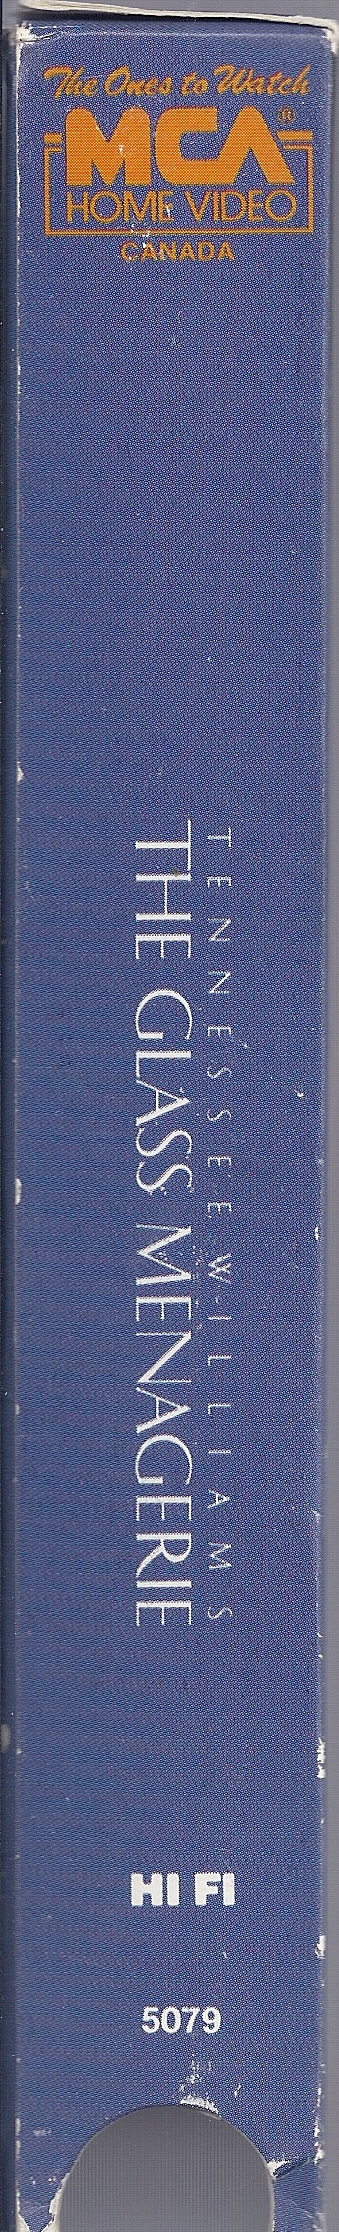 The Ones to Watch
MCA®
HOME VIDEO
CANADA
TENNESSEE WILLIAMS
THE GLASS MENAGERIE
HI FI
5079